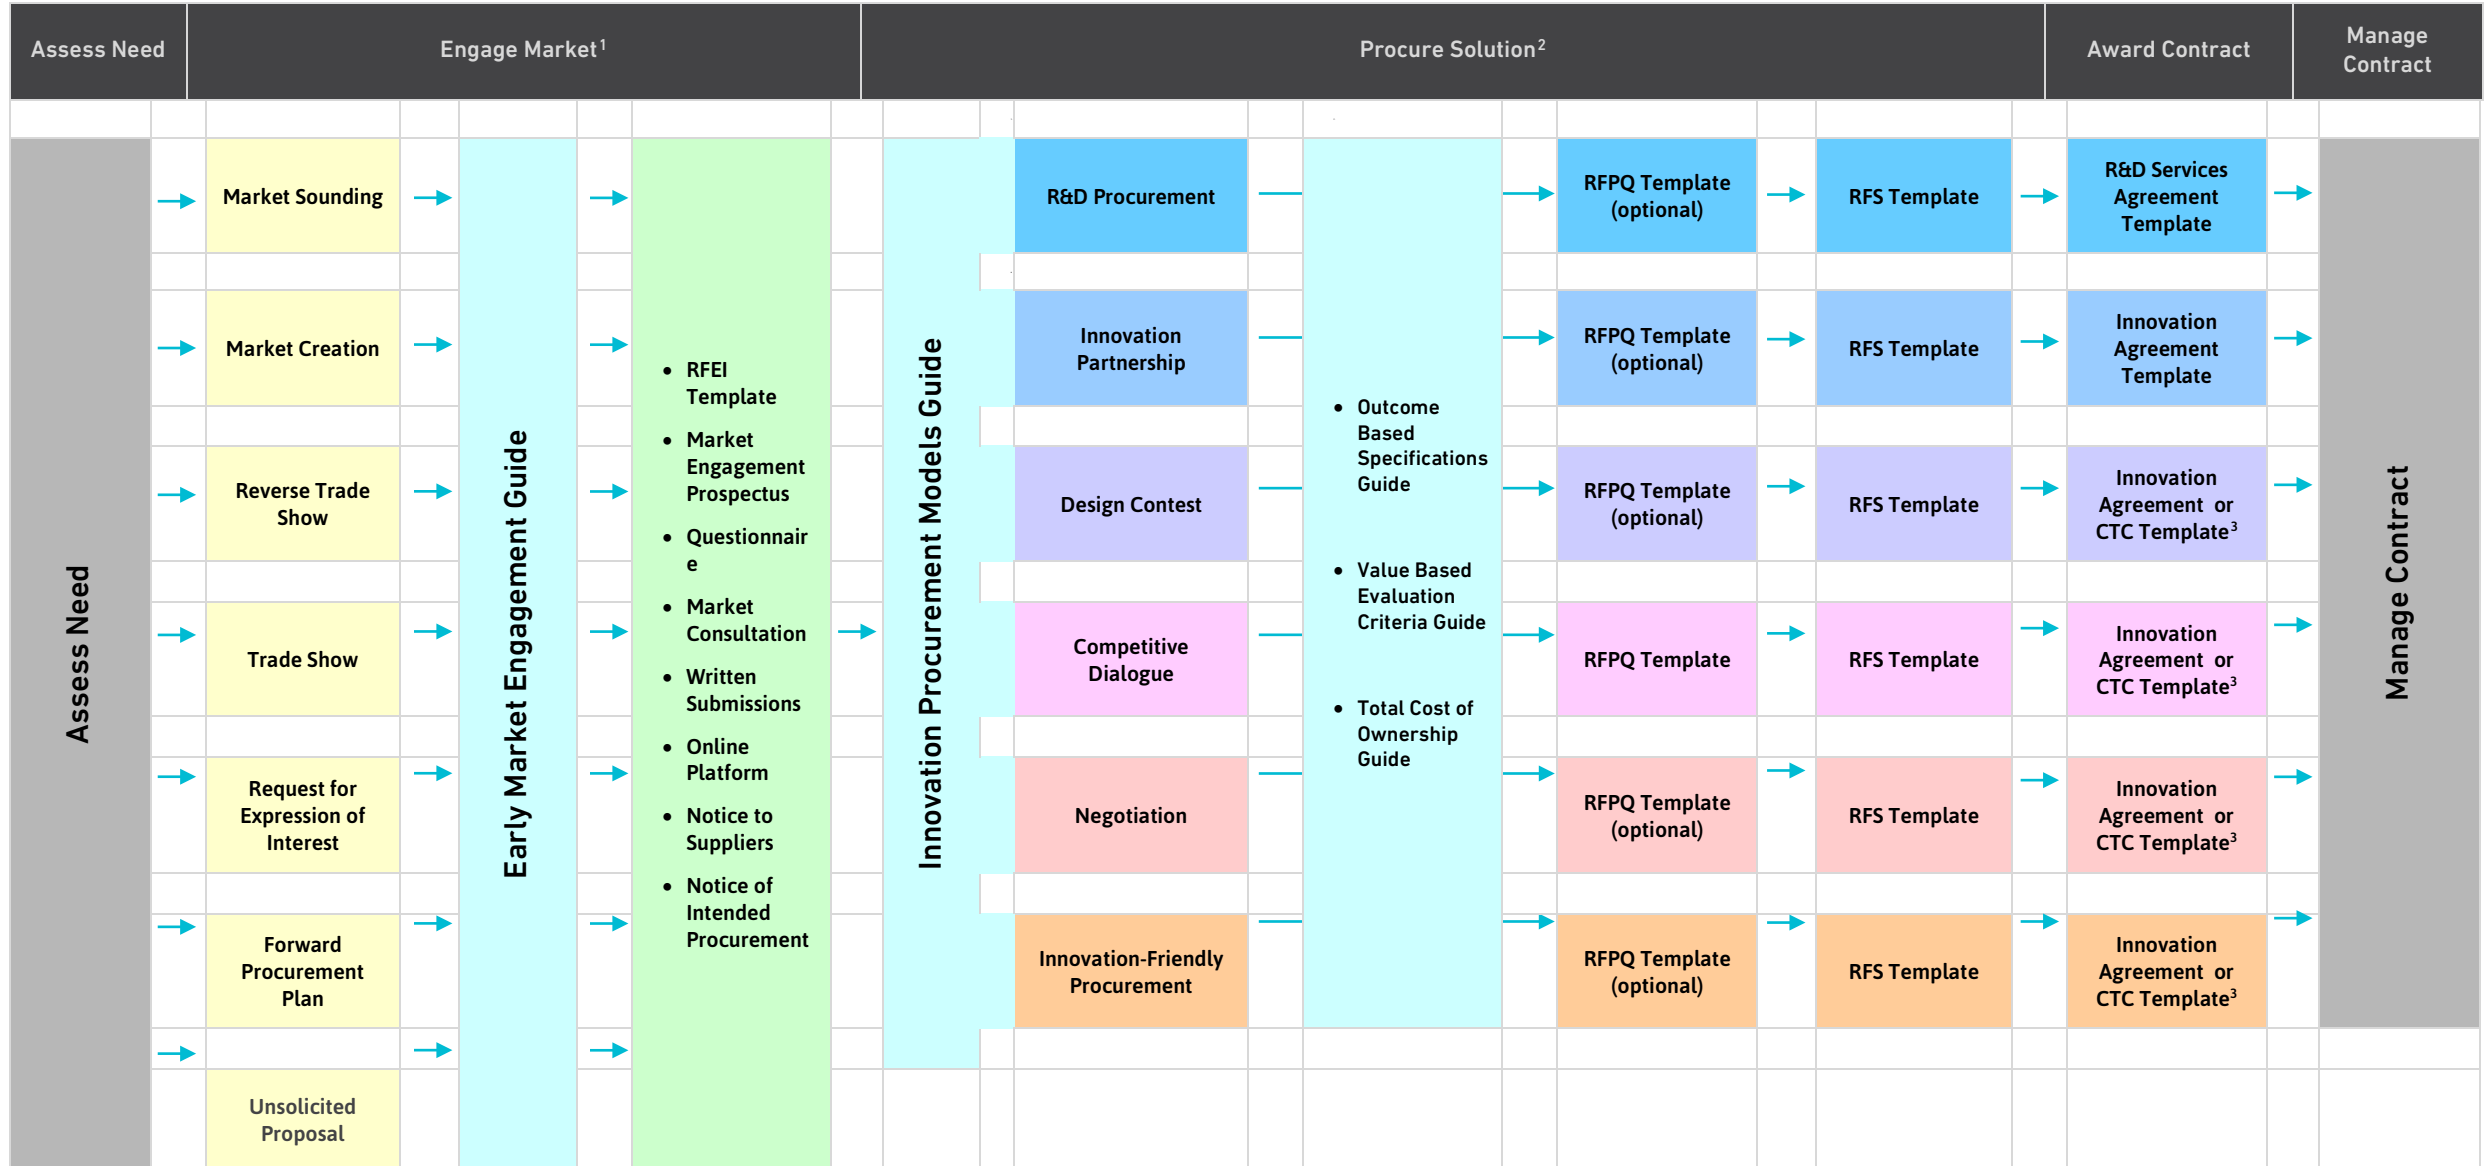 Assess Need
Engage Market¹
Procure Solution²
Award Contract
Manage
Contract
Assess Need
Market Sounding
Market Creation
Reverse Trade
Show
Trade Show
Request for
Expression of
Interest
Forward
Procurement
Plan
Unsolicited
Proposal
Early Market Engagement Guide
• RFEI
Template
• Market
Engagement
Prospectus
• Questionnair
e
• Market
Consultation
• Written
Submissions
• Online
Platform
• Notice to
Suppliers
• Notice of
Intended
Procurement
Innovation Procurement Models Guide
R&D Procurement
Innovation
Partnership
Design Contest
Competitive
Dialogue
Negotiation
Innovation-Friendly
Procurement
• Outcome
Based
Specifications
Guide
• Value Based
Evaluation
Criteria Guide
• Total Cost of
Ownership
Guide
RFPQ Template
(optional)
RFPQ Template
(optional)
RFPQ Template
(optional)
RFPQ Template
RFPQ Template
(optional)
RFPQ Template
(optional)
RFS Template
RFS Template
RFS Template
RFS Template
RFS Template
RFS Template
R&D Services
Agreement
Template
Innovation
Agreement
Template
Innovation
Agreement or
CTC Template³
Innovation
Agreement or
CTC Template³
Innovation
Agreement or
CTC Template³
Innovation
Agreement or
CTC Template³
Manage Contract